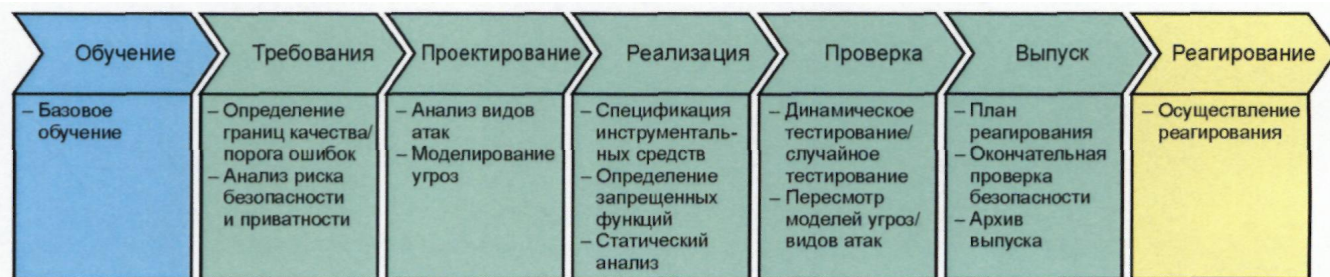 Обучение
– Базовое
обучение
Требования
– Определение
границ качества/
порога ошибок
– Анализ риска
безопасности
и приватности
Проектирование
– Анализ видов
атак
– Моделирование
угроз
Реализация
– Спецификация
инструменталь-
ных средств
– Определение
запрещенных
функций
– Статический
анализ
Проверка
– Динамическое
тестирование/
случайное
тестирование
– Пересмотр
моделей угроз/
видов атак
Выпуск
– План
реагирования
– Окончательная
проверка
безопасности
– Архив
выпуска
Реагирование
– Осуществление
реагирования